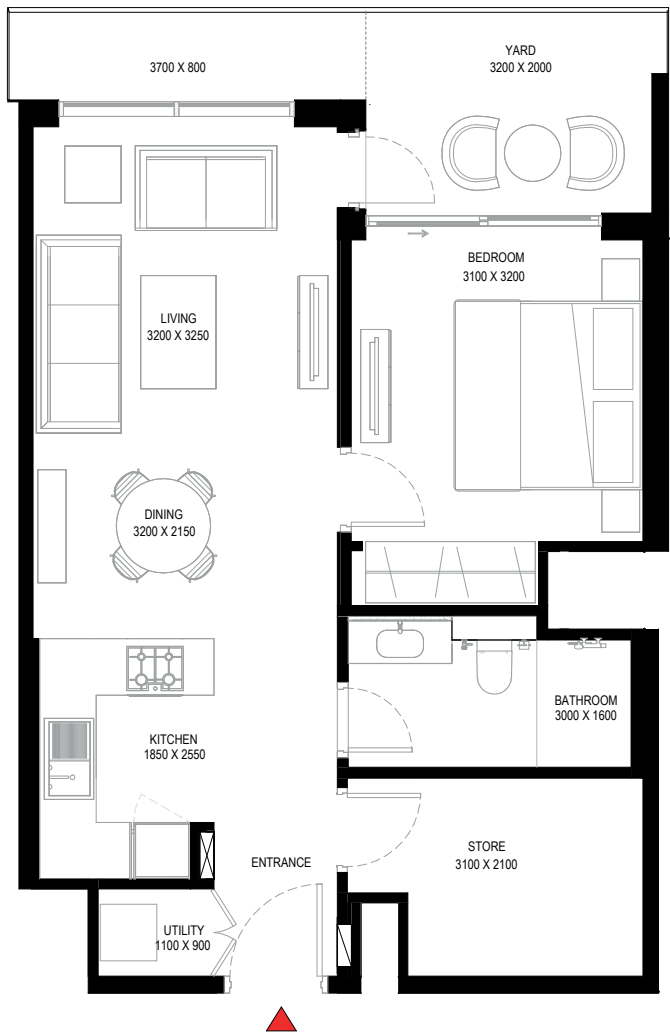 YARD
3200 X 2000
3700 X 800
BEDROOM
3100 X 3200
LIVING
3200 X 3250
DINING
3200 X 2150
BATHROOM
3000 X 1600
KITCHEN
1850 X 2550
STORE
3100 X 2100
ENTRANCE
UTILITY
1100 X 900